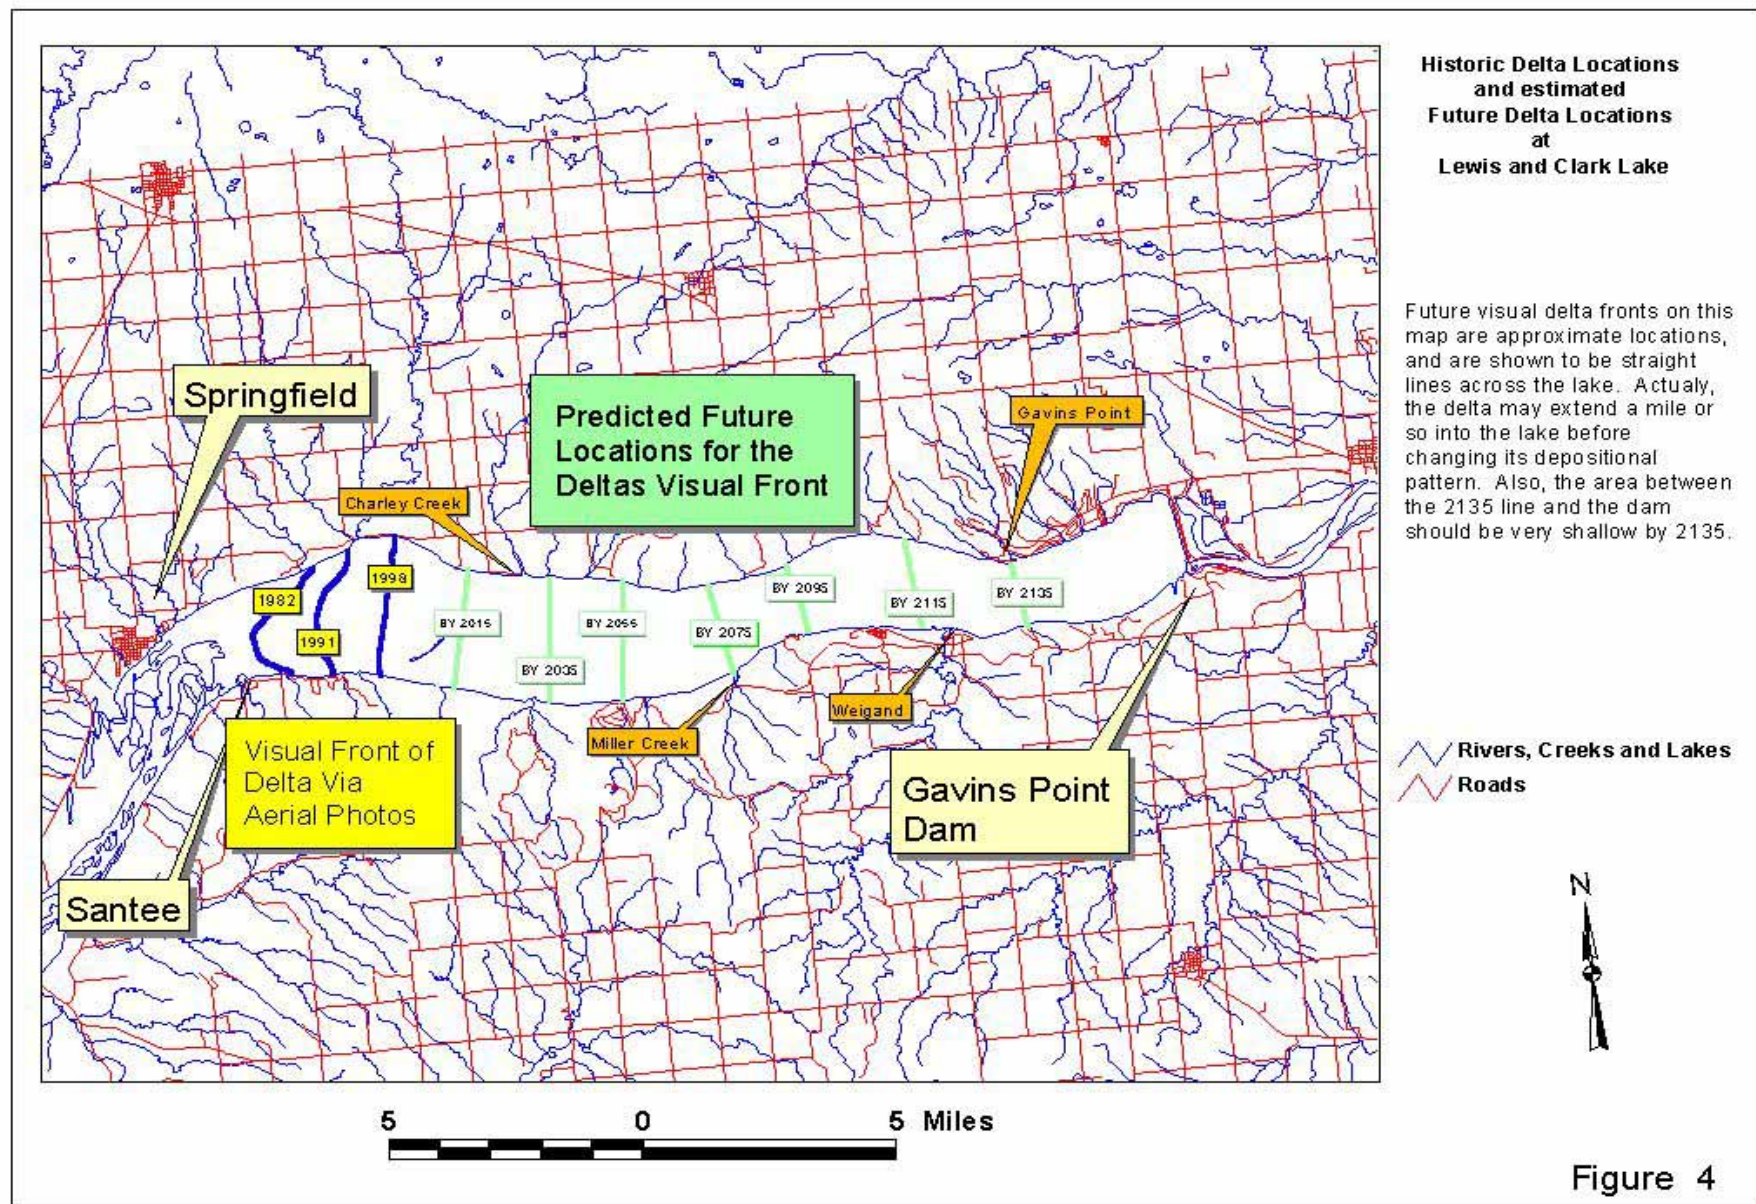 Historic Delta Locations
and estimated
Future Delta Locations
at
Lewis and Clark Lake
Future visual delta fronts on this
map are approximate locations,
and are shown to be straight
lines across the lake. Actualy,
the delta may extend a mile or
so into the lake before
changing its depositional
pattern. Also, the area between
the 2135 line and the dam
should be very shallow by 2135.
Springfield
Predicted Future
Locations for the
Deltas Visual Front
Gavins Point
Charley Creek
1998
1982
1991
BY 2015
BY 2035
BY 2055
BY 2075
BY 2095
BY 2115
BY 2135
Weigand
Miller Creek
Visual Front of
Delta Via
Aerial Photos
Gavins Point
Dam
Santee
Rivers, Creeks and Lakes
Roads
N
5 0 5 Miles
Figure 4